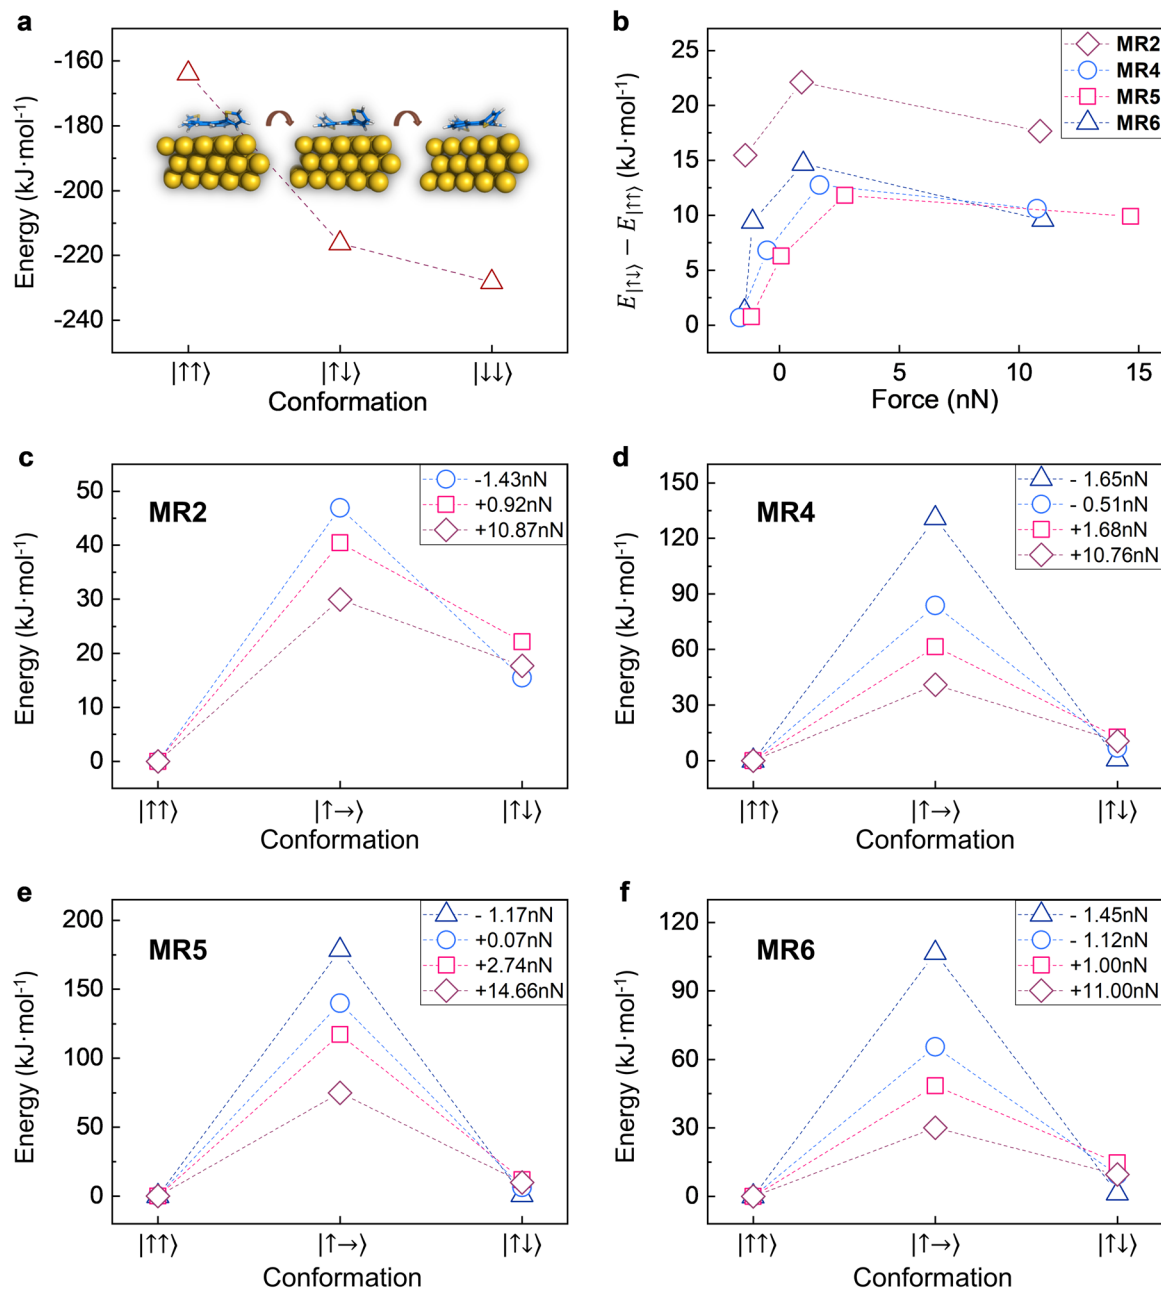 a
-160
-180
-200
-220
-240
Energy (kJ·mol⁻¹)
|↑↑⟩
|↑↓⟩
|↓↓⟩
Conformation
b
25
20
15
10
5
0
E|↑↓⟩ − E|↑↑⟩ (kJ·mol⁻¹)
MR2
MR4
MR5
MR6
0
5
10
15
Force (nN)
c
MR2
50
40
30
20
10
0
Energy (kJ·mol⁻¹)
-1.43nN
+0.92nN
+10.87nN
|↑↑⟩
|↑→⟩
|↑↓⟩
Conformation
d
MR4
150
120
90
60
30
0
Energy (kJ·mol⁻¹)
- 1.65nN
- 0.51nN
+1.68nN
+10.76nN
|↑↑⟩
|↑→⟩
|↑↓⟩
Conformation
e
MR5
200
150
100
50
0
Energy (kJ·mol⁻¹)
- 1.17nN
+0.07nN
+2.74nN
+14.66nN
|↑↑⟩
|↑→⟩
|↑↓⟩
Conformation
f
MR6
120
90
60
30
0
Energy (kJ·mol⁻¹)
- 1.45nN
- 1.12nN
+1.00nN
+11.00nN
|↑↑⟩
|↑→⟩
|↑↓⟩
Conformation